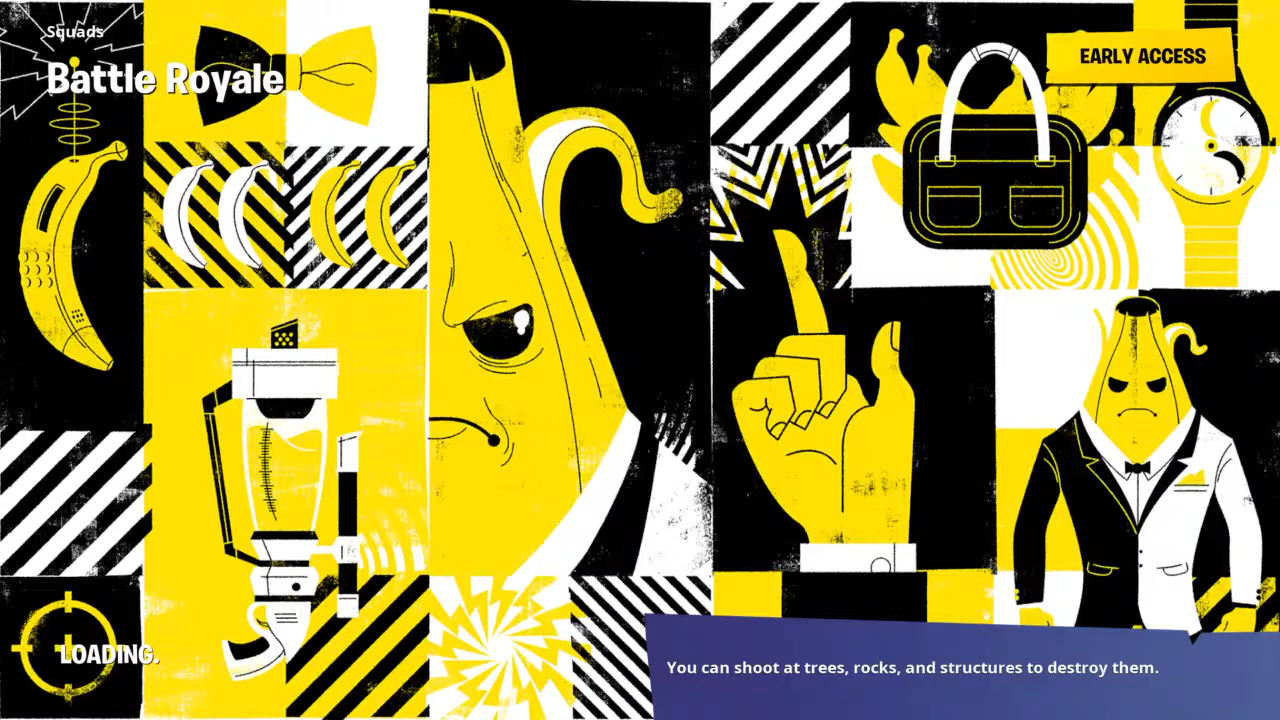 Squads
Battle Royale
EARLY ACCESS
LOADING.
You can shoot at trees, rocks, and structures to destroy them.